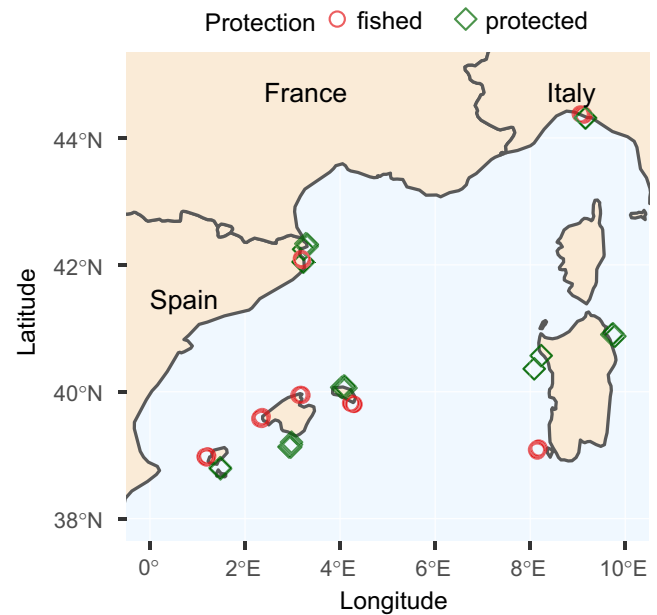 Protection fished protected
France
Italy
44°N
42°N
Spain
Latitude
40°N
38°N
0° 2°E 4°E 6°E 8°E 10°E
Longitude